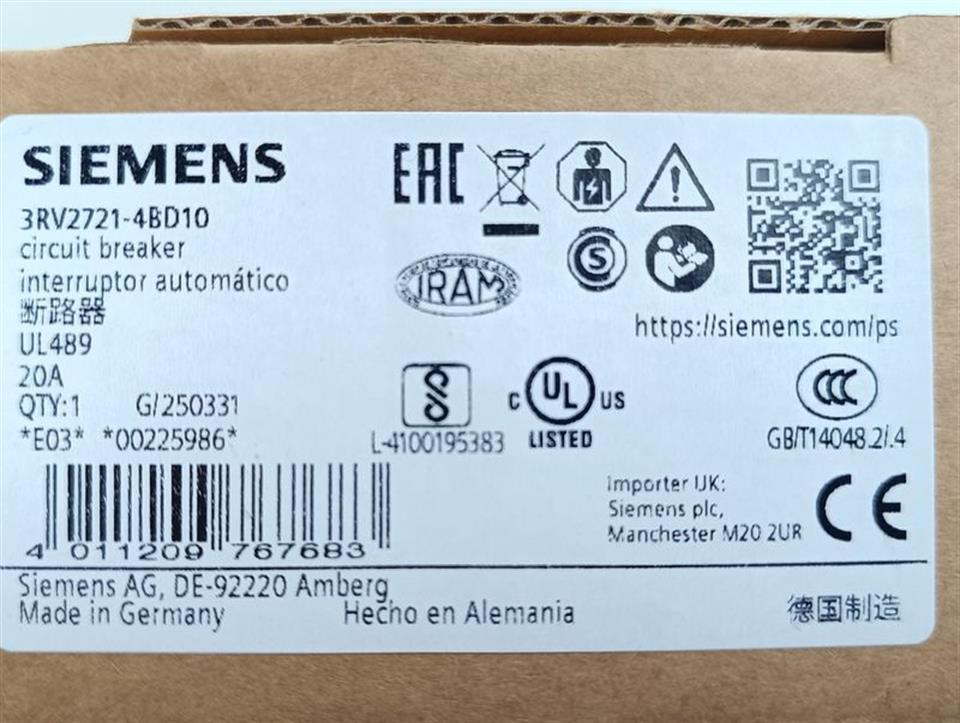 SIEMENS
3RV2721-4BD10
circuit breaker
interruptor automático
断路器
UL489
20A
QTY:1 G/250331
*E03* *00225986*
4 011209 767683
EAC
IRAM
S
https://siemens.com/ps
L-4100195383
C UL US
LISTED
CCC
GB/T14048.2/.4
Importer UK:
Siemens plc,
Manchester M20 2UR
CE
Siemens AG, DE-92220 Amberg
Made in Germany Hecho en Alemania 德国制造